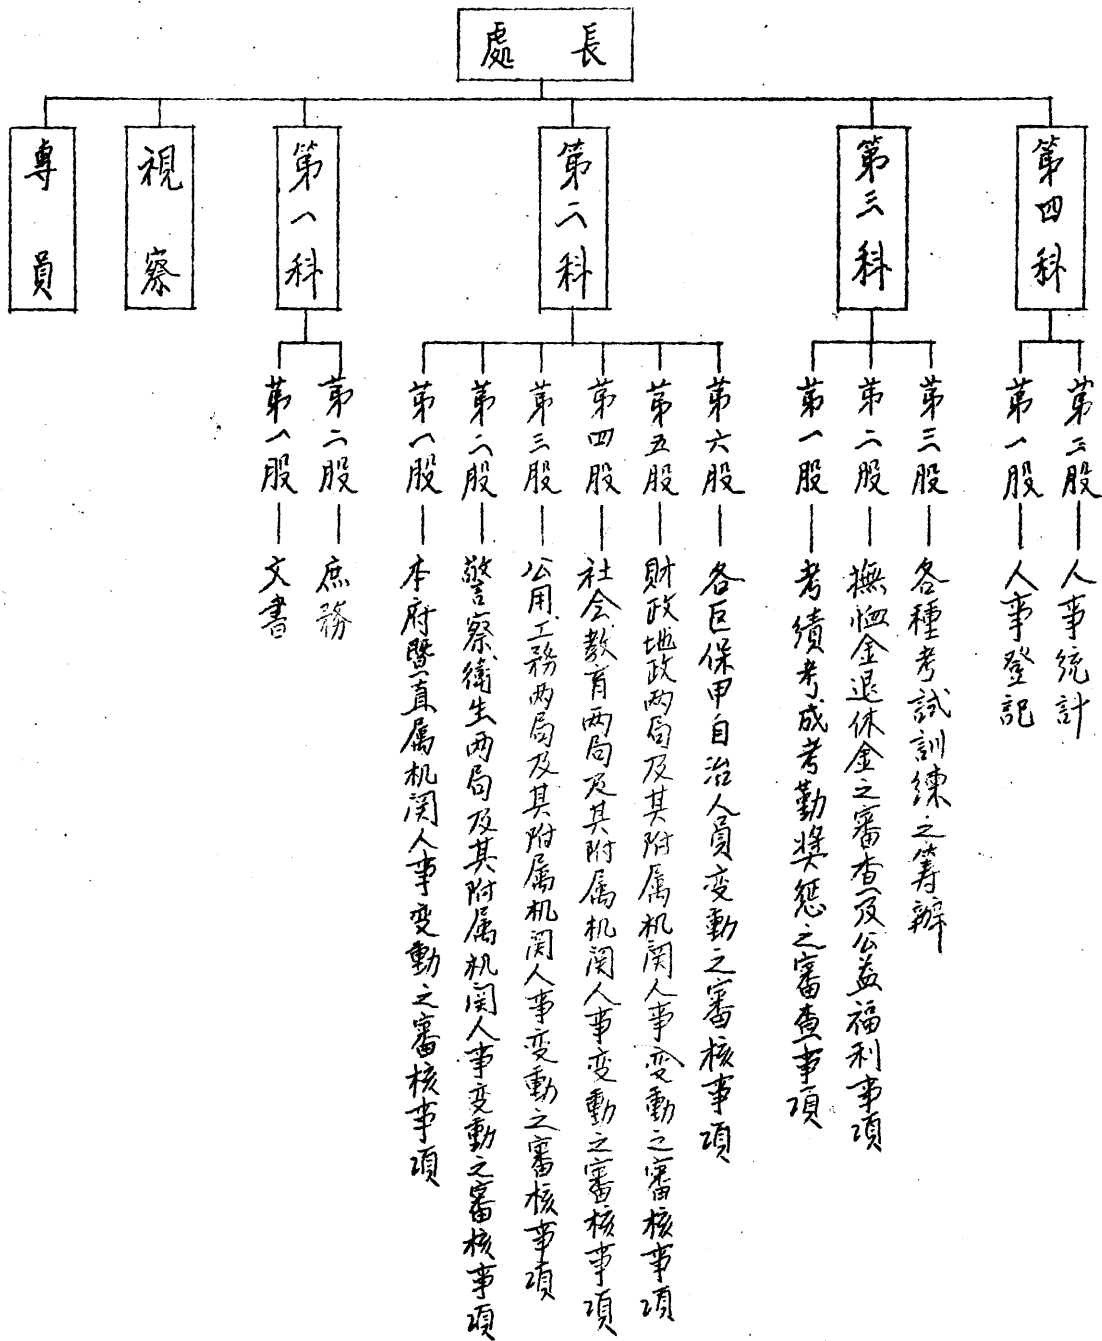 處長
專員
視察
第一科
第二科
第三科
第四科
第一股—文書
第二股—庶務
第一股—本府暨直属机関人事变動之審核事項
第二股—警察衛生两局及其附属机関人事变動之審核事項
第三股—公用工務两局及其附属机関人事变動之審核事項
第四股—社会教育两局及其附属机関人事变動之審核事項
第五股—財政地政两局及其附属机関人事变動之審核事項
第六股—各区保甲自治人員变動之審核事項
第一股—考績考成考勤奖惩之審查事項
第二股—撫恤金退休金之審查及公益福利事項
第三股—各種考試訓練之筹辦
第一股—人事登記
第二股—人事統計